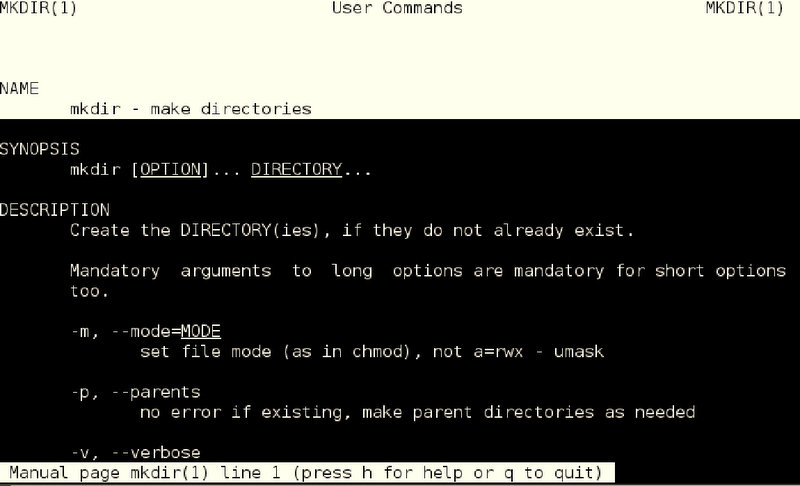 MKDIR(1) User Commands MKDIR(1)
NAME
mkdir - make directories
SYNOPSIS
mkdir [OPTION]... DIRECTORY...
DESCRIPTION
Create the DIRECTORY(ies), if they do not already exist.
Mandatory arguments to long options are mandatory for short options
too.
-m, --mode=MODE
set file mode (as in chmod), not a=rwx - umask
-p, --parents
no error if existing, make parent directories as needed
-v, --verbose
Manual page mkdir(1) line 1 (press h for help or q to quit)